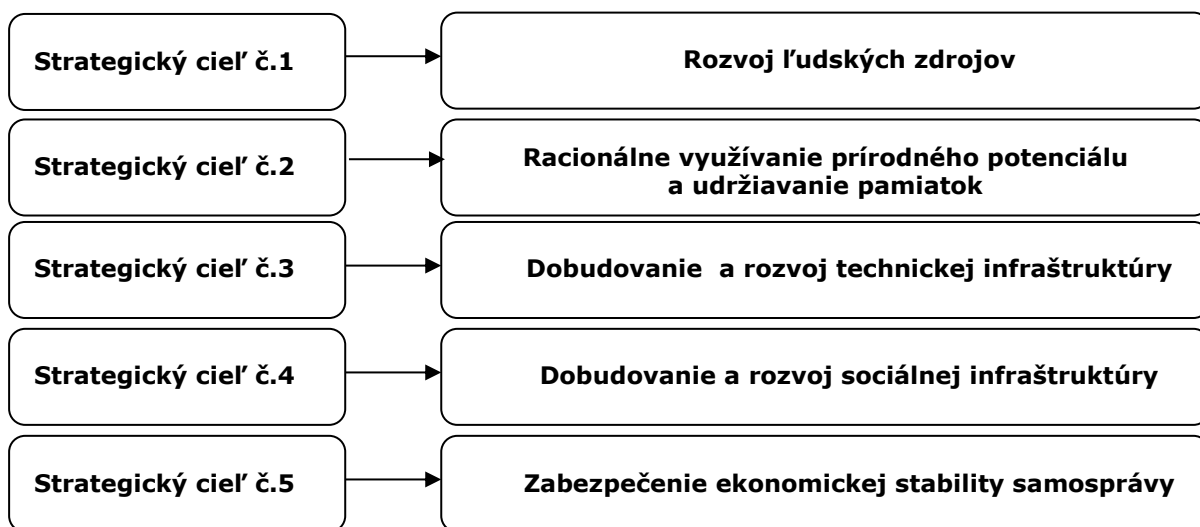 Strategický cieľ č.1
Rozvoj ľudských zdrojov
Strategický cieľ č.2
Racionálne využívanie prírodného potenciálu
a udržiavanie pamiatok
Strategický cieľ č.3
Dobudovanie a rozvoj technickej infraštruktúry
Strategický cieľ č.4
Dobudovanie a rozvoj sociálnej infraštruktúry
Strategický cieľ č.5
Zabezpečenie ekonomickej stability samosprávy